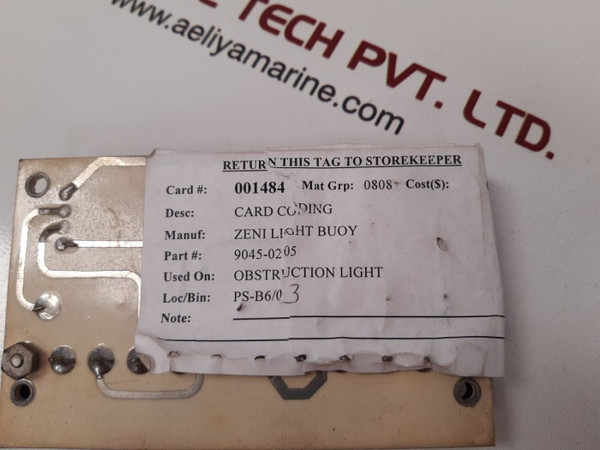 E TECH PVT. LTD.
www.aeliyamarine.com
RETURN THIS TAG TO STOREKEEPER
Card #: 001484 Mat Grp: 0808 Cost($):
Desc: CARD CODING
Manuf: ZENI LIGHT BUOY
Part #: 9045-0205
Used On: OBSTRUCTION LIGHT
Loc/Bin: PS-B6/03
Note: